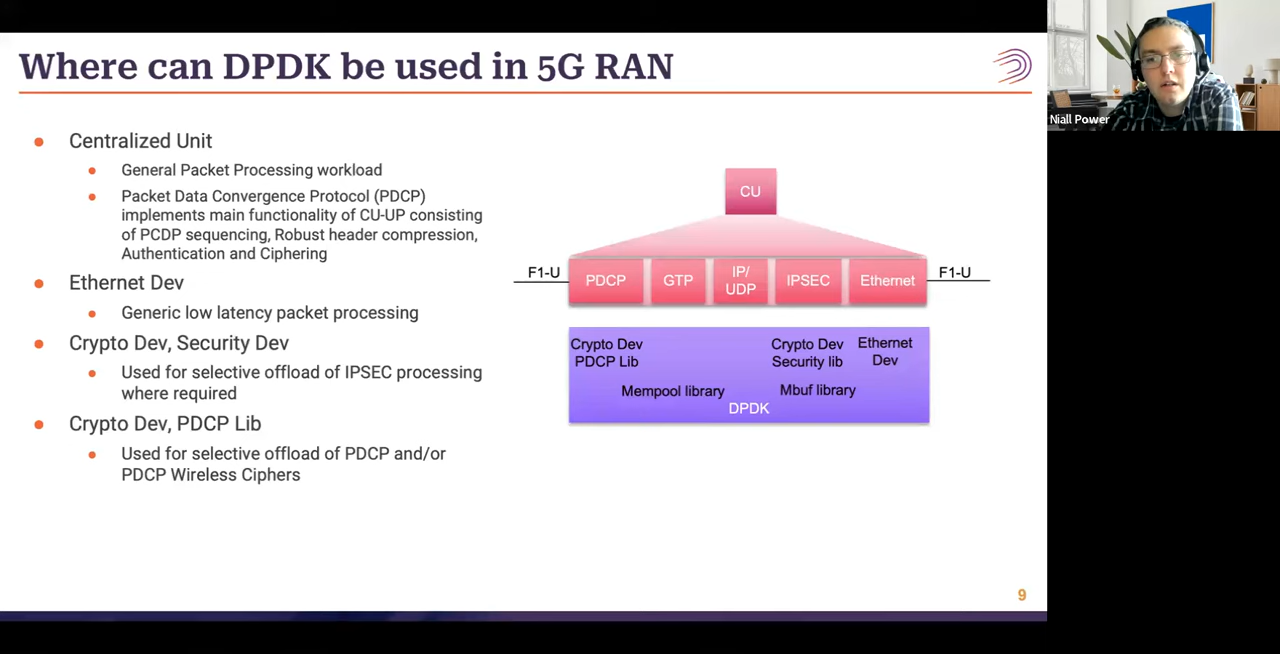 Where can DPDK be used in 5G RAN
Niall Power
Centralized Unit
General Packet Processing workload
Packet Data Convergence Protocol (PDCP)
implements main functionality of CU-UP consisting
of PCDP sequencing, Robust header compression,
Authentication and Ciphering
Ethernet Dev
Generic low latency packet processing
Crypto Dev, Security Dev
Used for selective offload of IPSEC processing
where required
Crypto Dev, PDCP Lib
Used for selective offload of PDCP and/or
PDCP Wireless Ciphers
CU
F1-U
PDCP
GTP
IP/
UDP
IPSEC
Ethernet
F1-U
Crypto Dev
PDCP Lib
Crypto Dev
Security lib
Ethernet
Dev
Mempool library
Mbuf library
DPDK
9